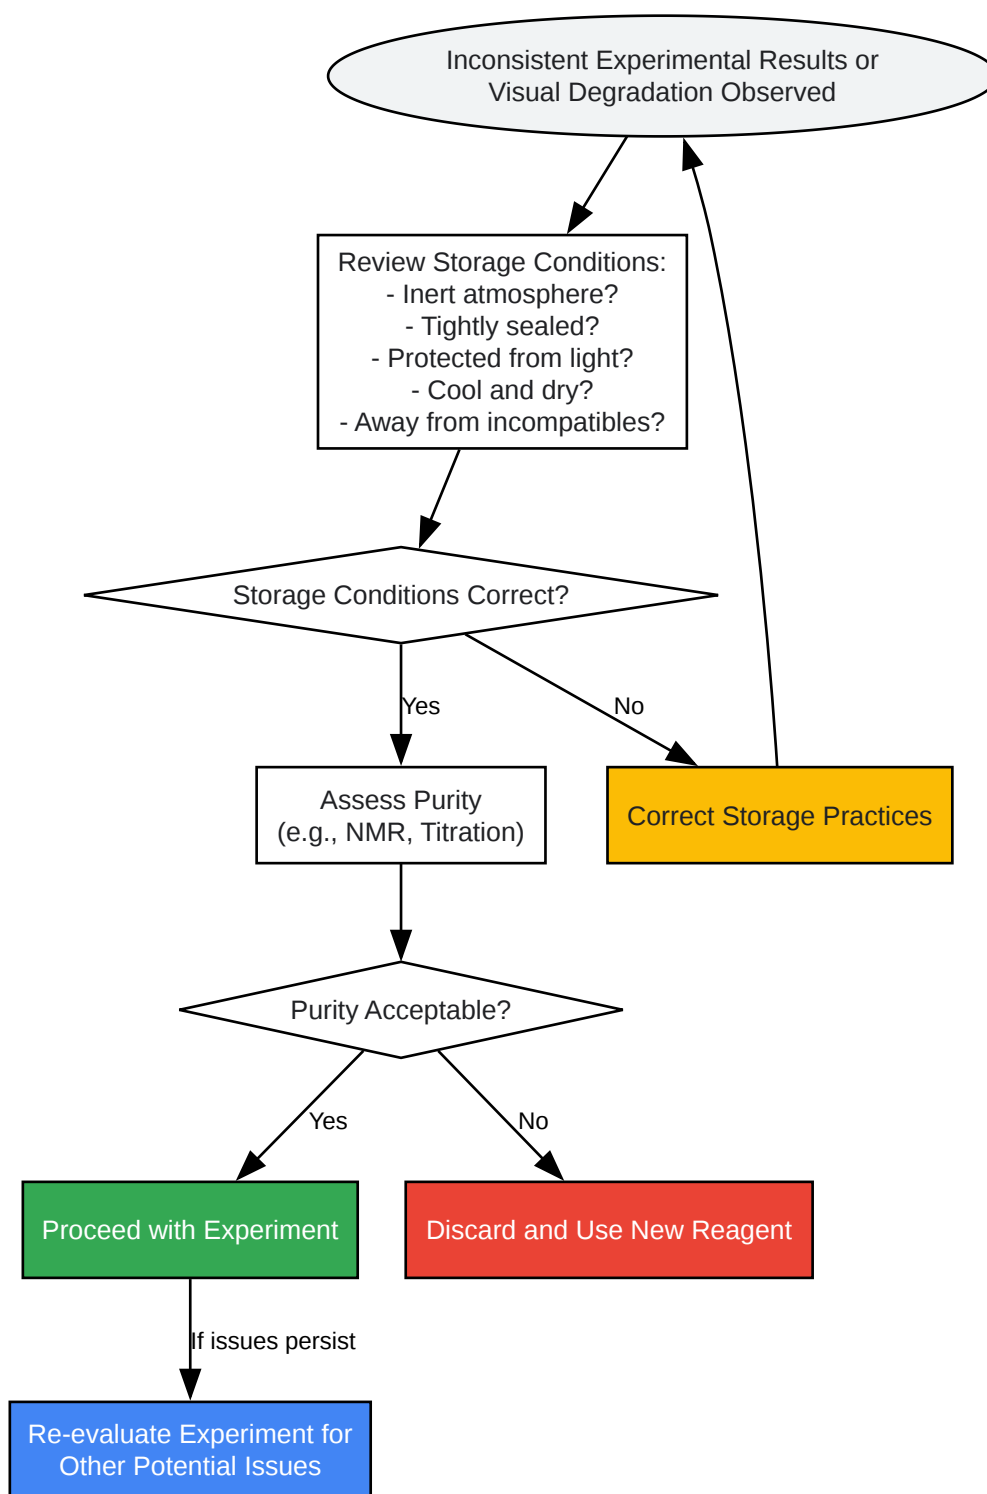 Inconsistent Experimental Results or
Visual Degradation Observed
Review Storage Conditions:
- Inert atmosphere?
- Tightly sealed?
- Protected from light?
- Cool and dry?
- Away from incompatibles?
Storage Conditions Correct?
Yes
No
Assess Purity
(e.g., NMR, Titration)
Correct Storage Practices
Purity Acceptable?
Yes
No
Proceed with Experiment
Discard and Use New Reagent
If issues persist
Re-evaluate Experiment for
Other Potential Issues